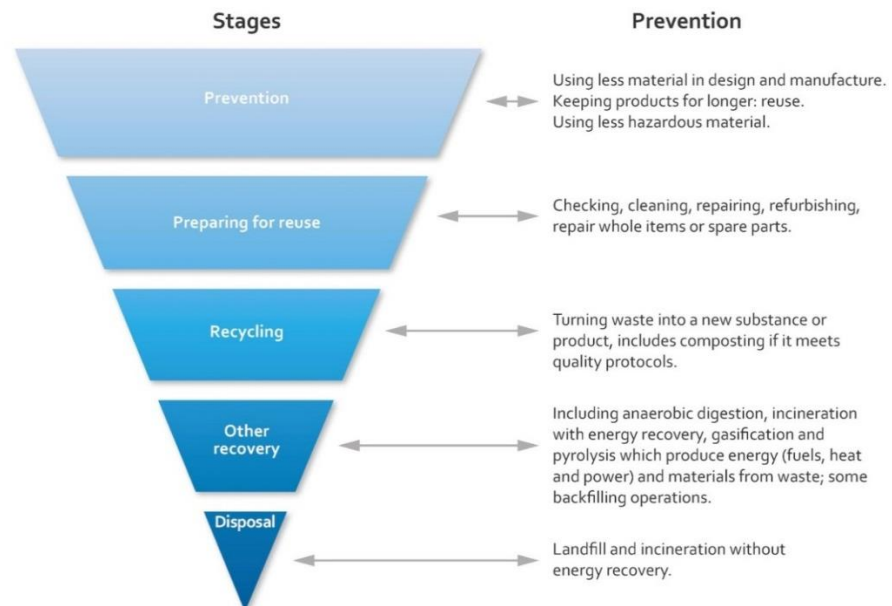 Stages
Prevention
Prevention
Using less material in design and manufacture.
Keeping products for longer: reuse.
Using less hazardous material.
Preparing for reuse
Checking, cleaning, repairing, refurbishing,
repair whole items or spare parts.
Recycling
Turning waste into a new substance or
product, includes composting if it meets
quality protocols.
Other
recovery
Including anaerobic digestion, incineration
with energy recovery, gasification and
pyrolysis which produce energy (fuels, heat
and power) and materials from waste; some
backfilling operations.
Disposal
Landfill and incineration without
energy recovery.